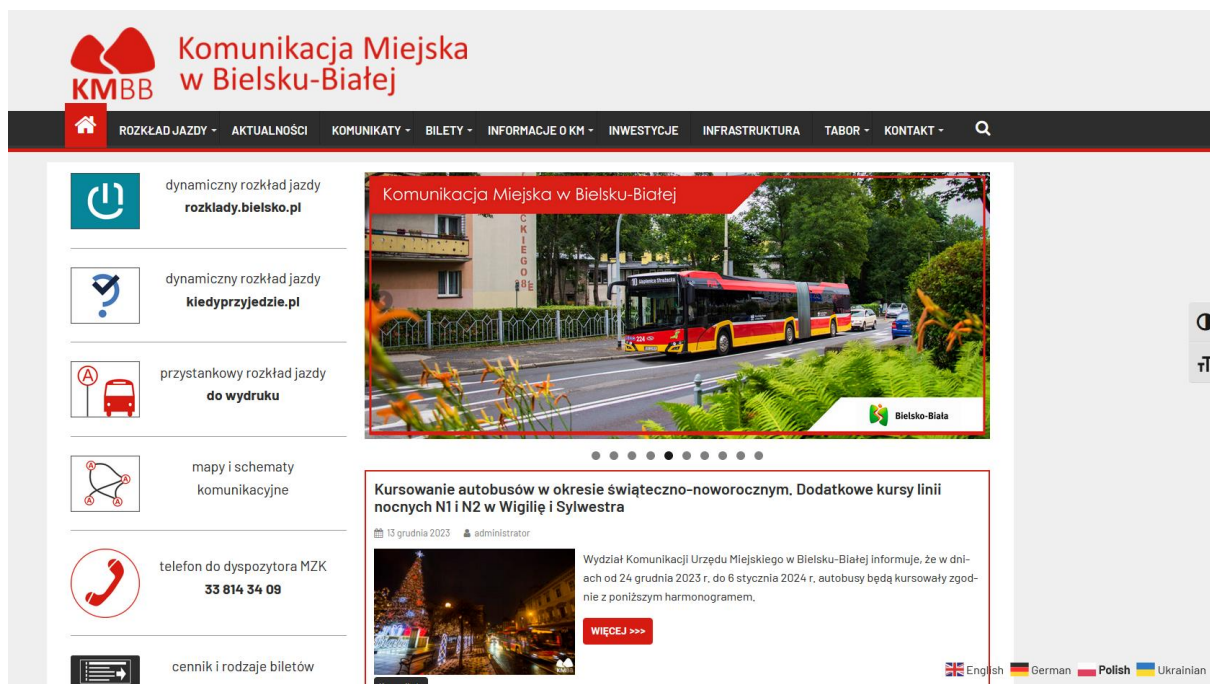 KMBB
Komunikacja Miejska
w Bielsku-Białej
ROZKŁAD JAZDY
AKTUALNOŚCI
KOMUNIKATY
BILETY
INFORMACJE O KM
INWESTYCJE
INFRASTRUKTURA
TABOR
KONTAKT
dynamiczny rozkład jazdy
rozklady.bielsko.pl
dynamiczny rozkład jazdy
kiedyprzyjedzie.pl
A
przystankowy rozkład jazdy
do wydruku
A
A
A
A
mapy i schematy
komunikacyjne
telefon do dyspozytora MZK
33 814 34 09
cennik i rodzaje biletów
Komunikacja Miejska w Bielsku-Białej
C
K
I
E
G
O
8
224
Bielsko-Biała
Kursowanie autobusów w okresie świąteczno-noworocznym. Dodatkowe kursy linii
nocnych N1 i N2 w Wigilię i Sylwestra
13 grudnia 2023 administrator
KMBB
Wydział Komunikacji Urzędu Miejskiego w Bielsku-Białej informuje, że w dni-
ach od 24 grudnia 2023 r. do 6 stycznia 2024 r. autobusy będą kursowały zgod-
nie z poniższym harmonogramem.
WIĘCEJ >>>
English German Polish Ukrainian